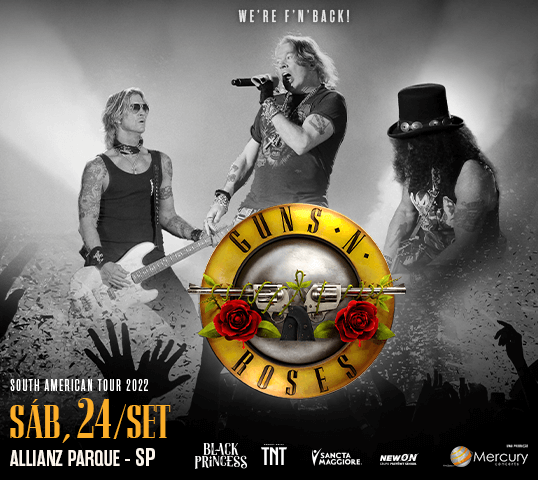 WE'RE F'N'BACK!
GUNS·N·
ROSES
SOUTH AMERICAN TOUR 2022
SÁB, 24/SET
ALLIANZ PARQUE - SP
BLACK
PRINCESS
TNT
SANCTA
MAGGIORE
NEWON
Mercury
concerts